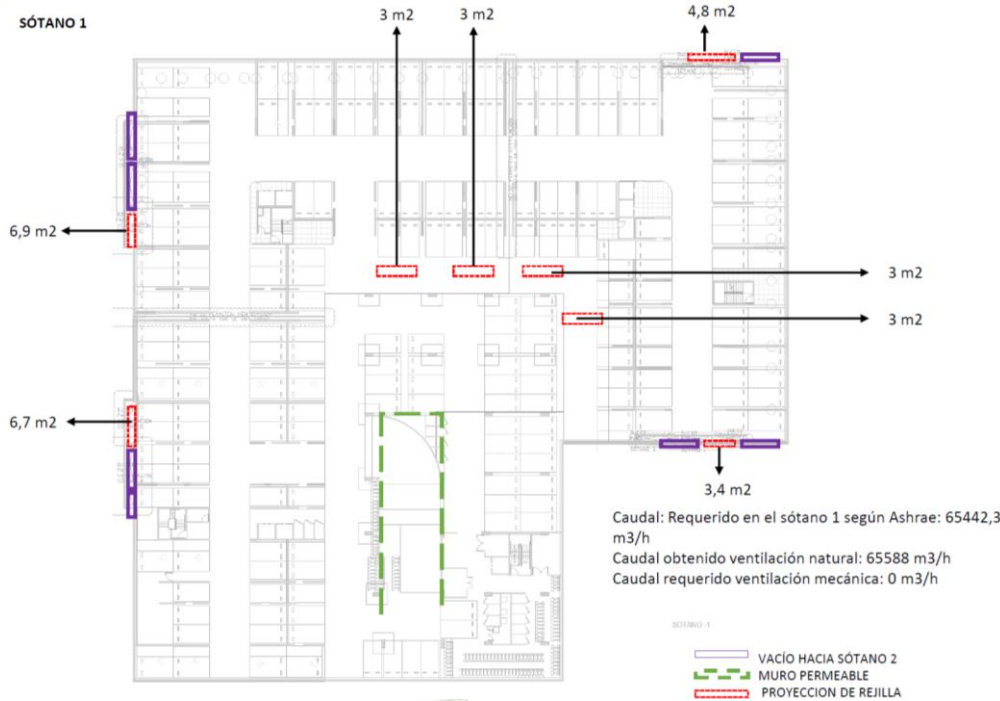 SÓTANO 1
3 m2
3 m2
4,8 m2
6,9 m2
3 m2
3 m2
6,7 m2
3,4 m2
Caudal: Requerido en el sótano 1 según Ashrae: 65442,3
m3/h
Caudal obtenido ventilación natural: 65588 m3/h
Caudal requerido ventilación mecánica: 0 m3/h
SOTANO -1
VACÍO HACIA SÓTANO 2
MURO PERMEABLE
PROYECCION DE REJILLA